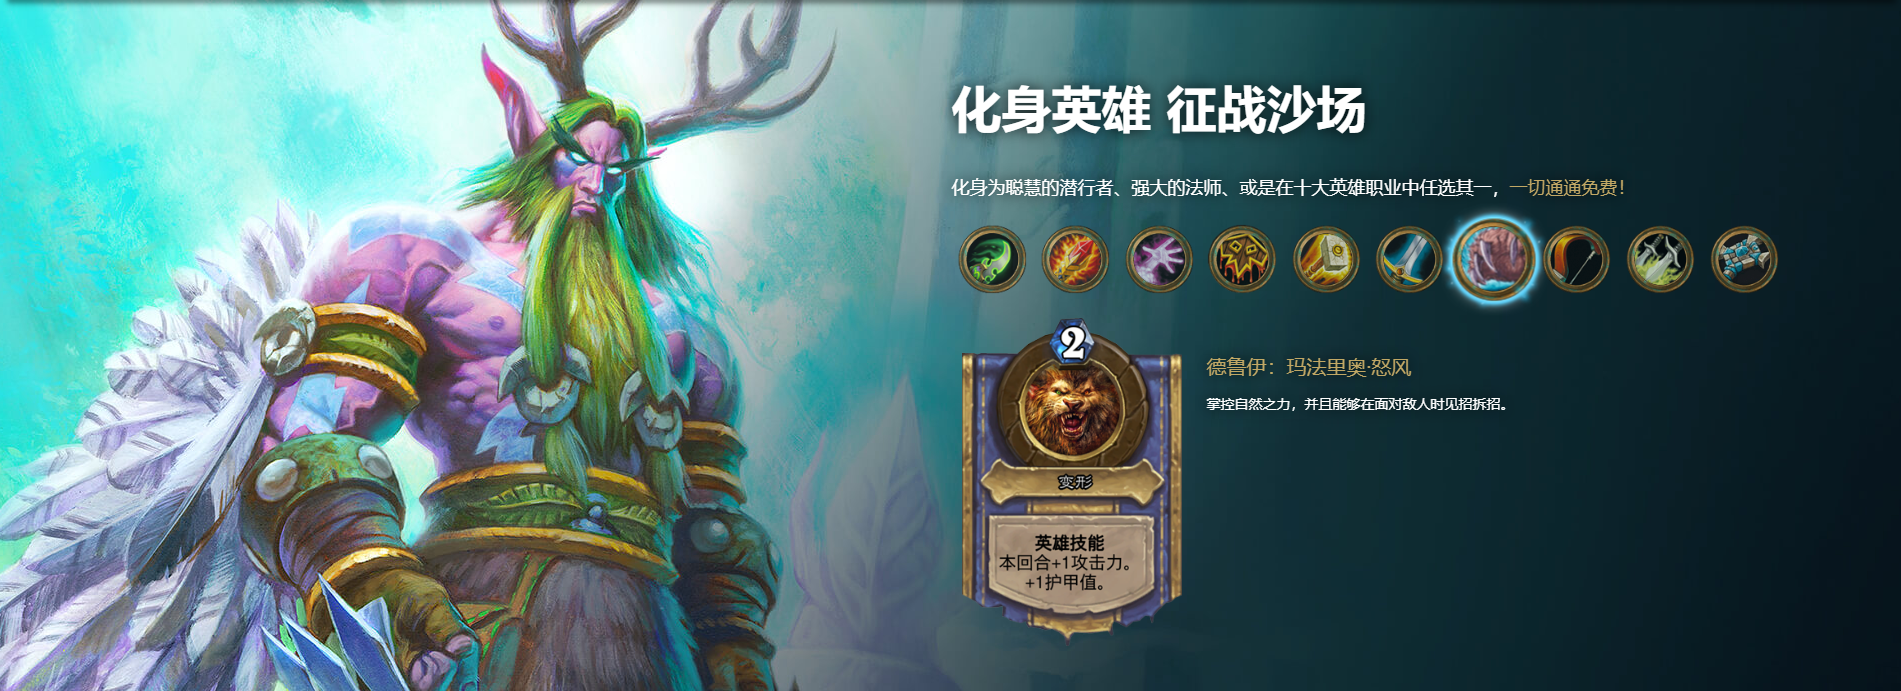 化身英雄 征战沙场
化身为聪慧的潜行者、强大的法师、或是在十大英雄职业中任选其一，一切通通免费！
2
德鲁伊：玛法里奥·怒风
掌控自然之力，并且能够在面对敌人时见招拆招。
变形
英雄技能
本回合+1攻击力。
+1护甲值。